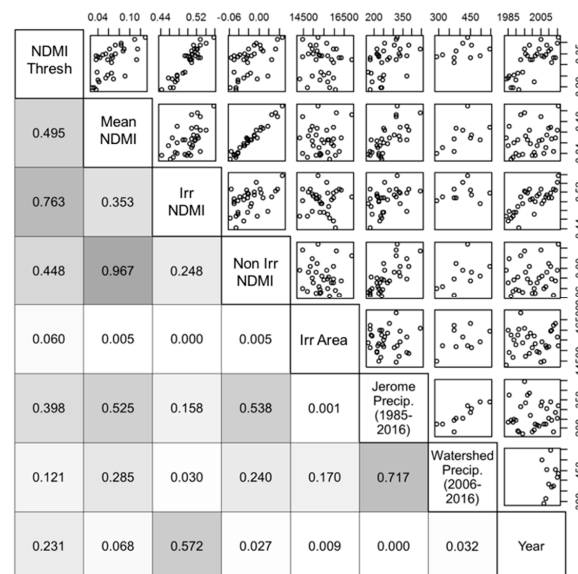 0.04 0.10 0.44 0.52 -0.06 0.00 14500 16500 200 350 300 450 1985 2005
NDMI
Thresh
0.495
Mean
NDMI
0.763 0.353
Irr
NDMI
0.448 0.967 0.248
Non Irr
NDMI
0.060 0.005 0.000 0.005
Irr Area
0.398 0.525 0.158 0.538 0.001
Jerome
Precip.
(1985-
2016)
0.121 0.285 0.030 0.240 0.170 0.717
Watershed
Precip.
(2006-
2016)
0.231 0.068 0.572 0.027 0.009 0.000 0.032
Year